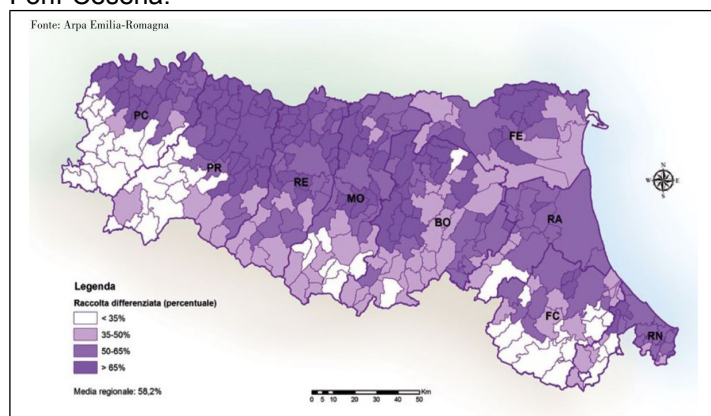 Forlì-Cesena.
Fonte: Arpa Emilia-Romagna
PC
PR
RE
MO
BO
FE
RA
FC
RN
N
W
E
S
Legenda
Raccolta differenziata (percentuale)
< 35%
35-50%
50-65%
> 65%
Media regionale: 58,2%
Km
0 5 10 20 30 40 50